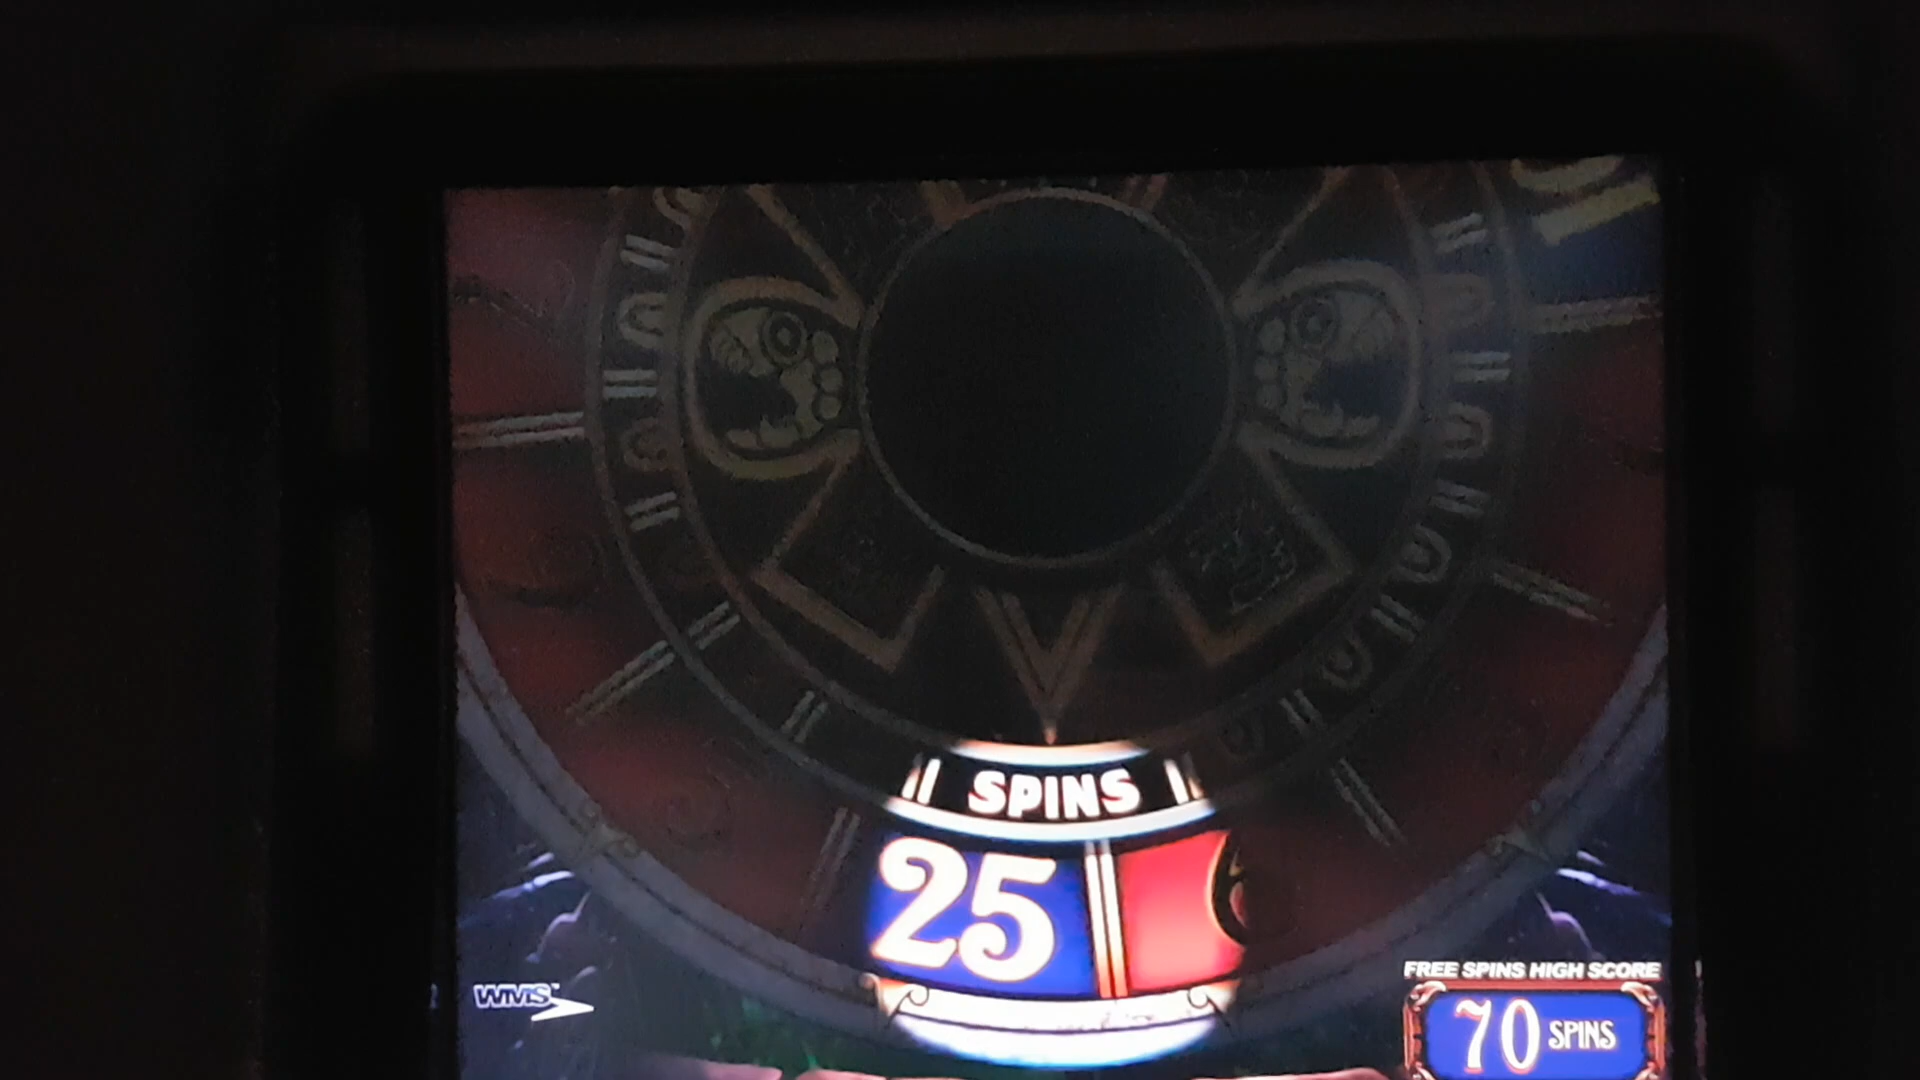 SPINS
25
WMS
FREE SPINS HIGH SCORE
70 SPINS